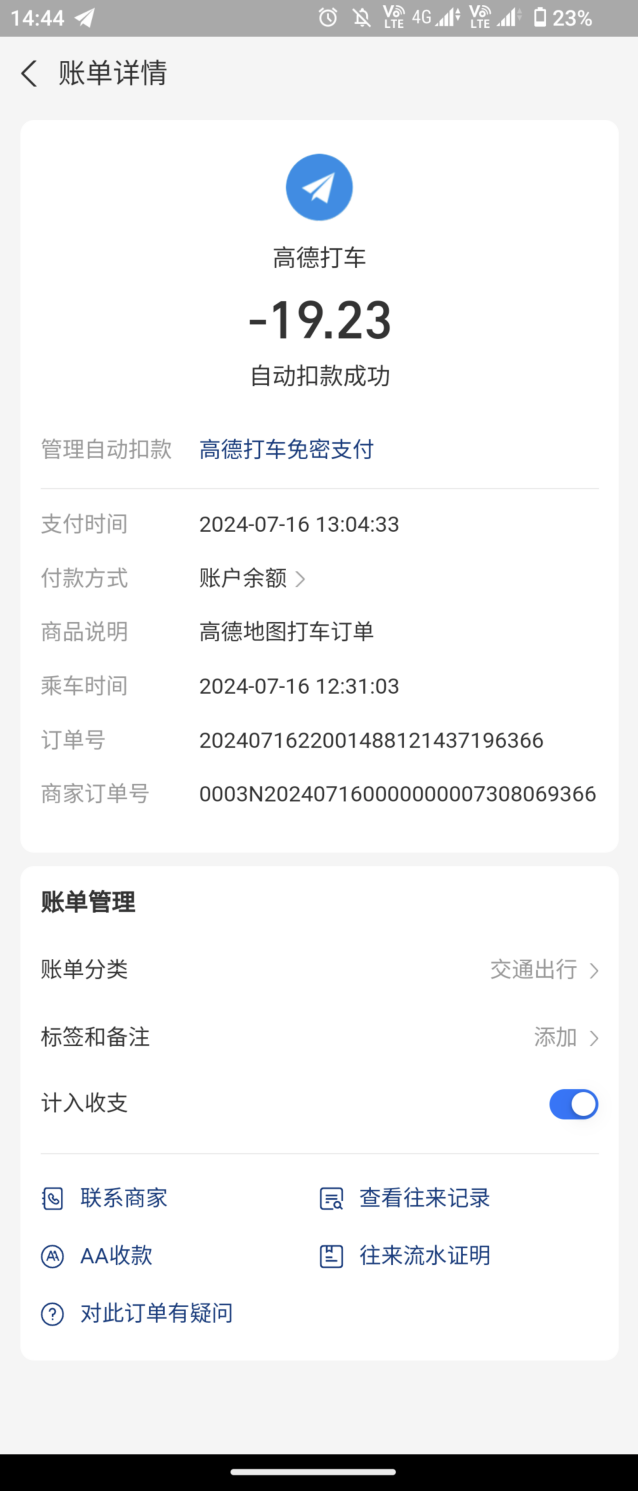 14:44 Vo LTE 4G Vo LTE 23%
账单详情
高德打车
-19.23
自动扣款成功
管理自动扣款 高德打车免密支付
支付时间 2024-07-16 13:04:33
付款方式 账户余额
商品说明 高德地图打车订单
乘车时间 2024-07-16 12:31:03
订单号 2024071622001488121437196366
商家订单号 0003N202407160000000007308069366
账单管理
账单分类 交通出行
标签和备注 添加
计入收支
联系商家 查看往来记录
AA收款 往来流水证明
对此订单有疑问